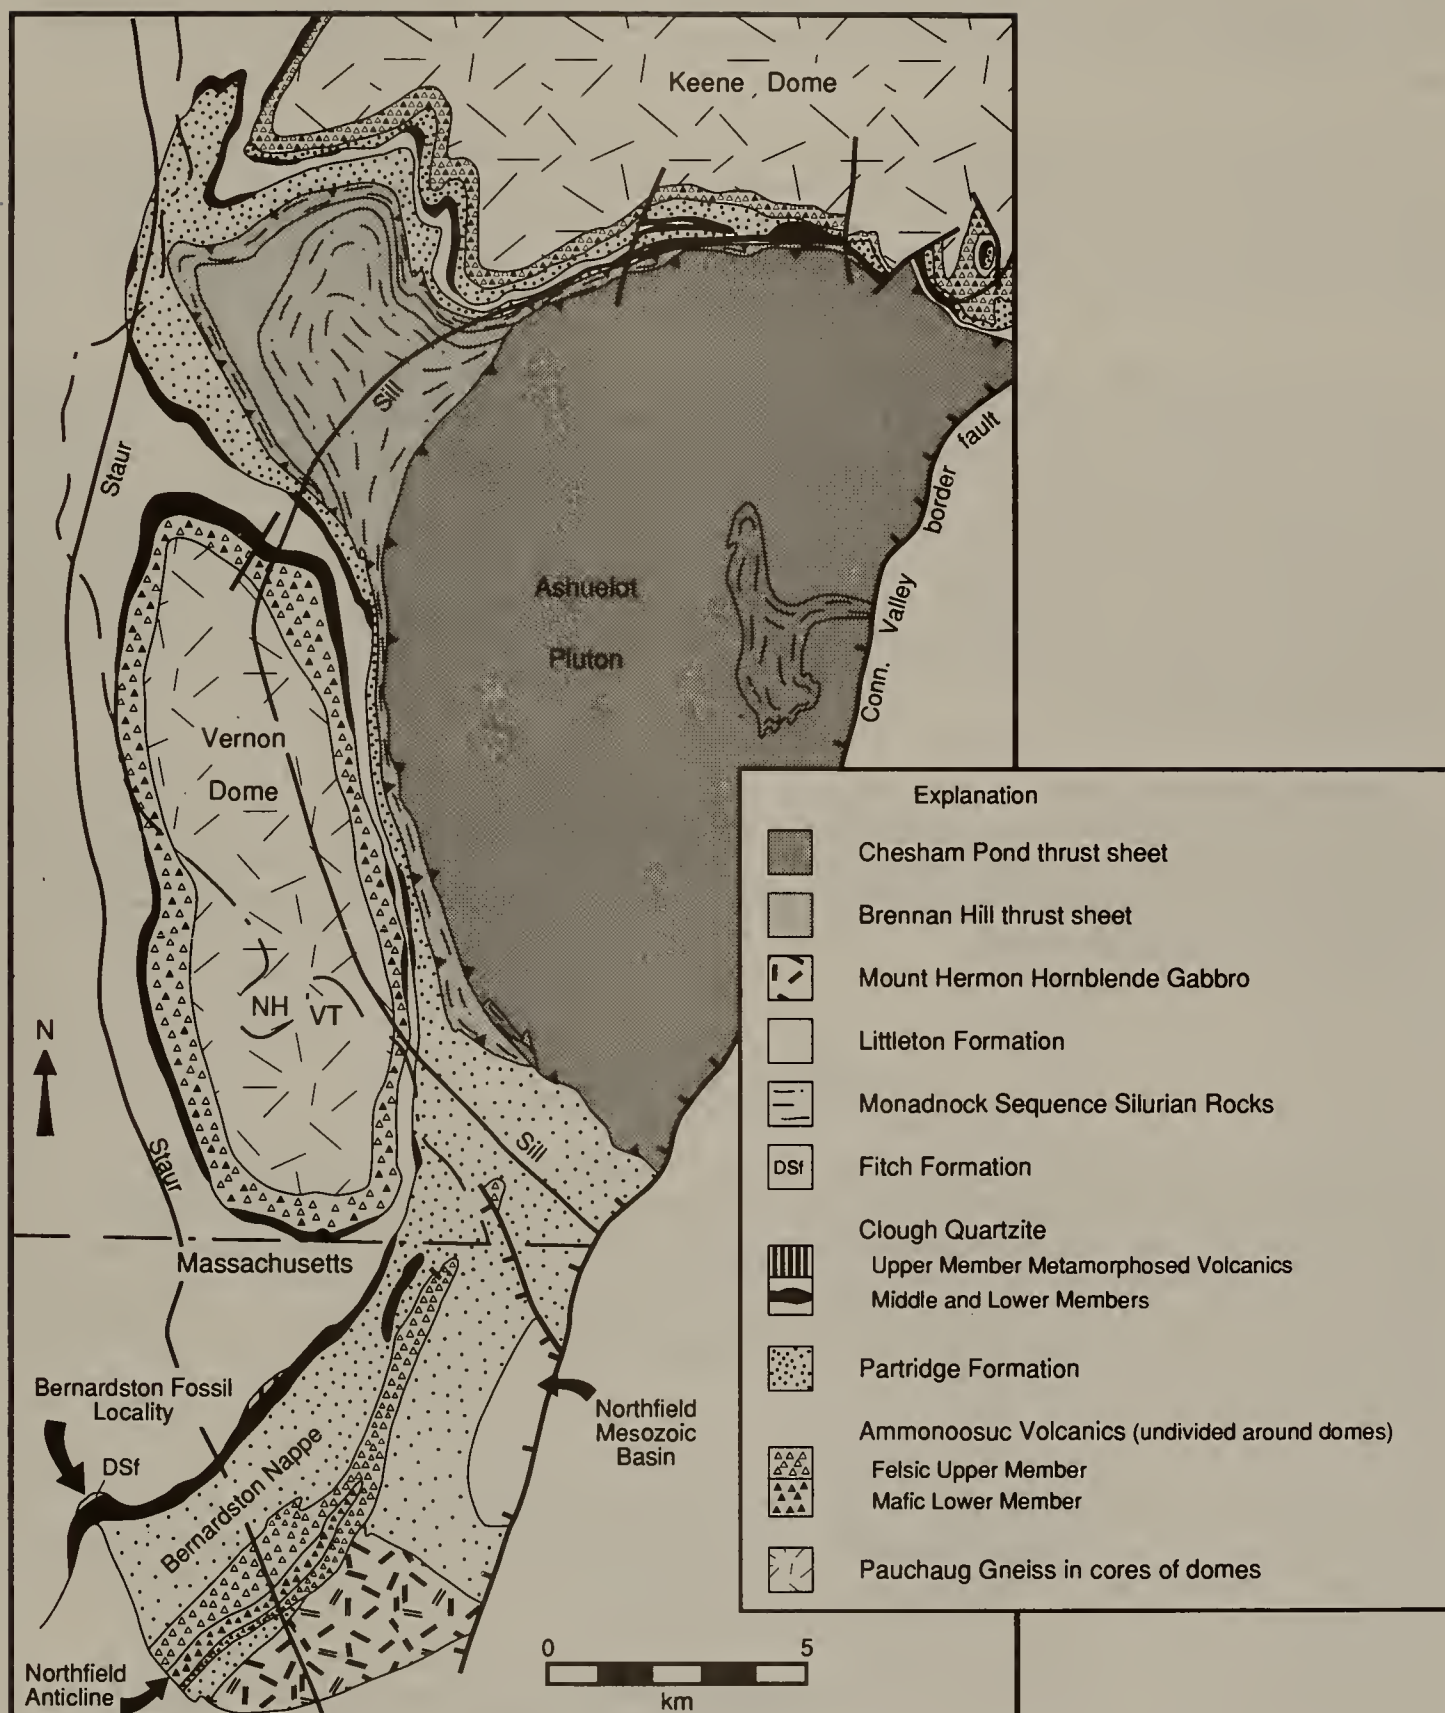 Keene Dome
Sill
Staur
Conn. Valley border fault
Ashuelot
Pluton
Vernon
Dome
NH VT
N
Sill
Staur
Massachusetts
Bernardston Fossil
Locality
DSf
Bernardston Nappe
Northfield
Mesozoic
Basin
Northfield
Anticline
0 5
km
Explanation
Chesham Pond thrust sheet
Brennan Hill thrust sheet
Mount Hermon Hornblende Gabbro
Littleton Formation
Monadnock Sequence Silurian Rocks
DSf Fitch Formation
Clough Quartzite
Upper Member Metamorphosed Volcanics
Middle and Lower Members
Partridge Formation
Ammonoosuc Volcanics (undivided around domes)
Felsic Upper Member
Mafic Lower Member
Pauchaug Gneiss in cores of domes